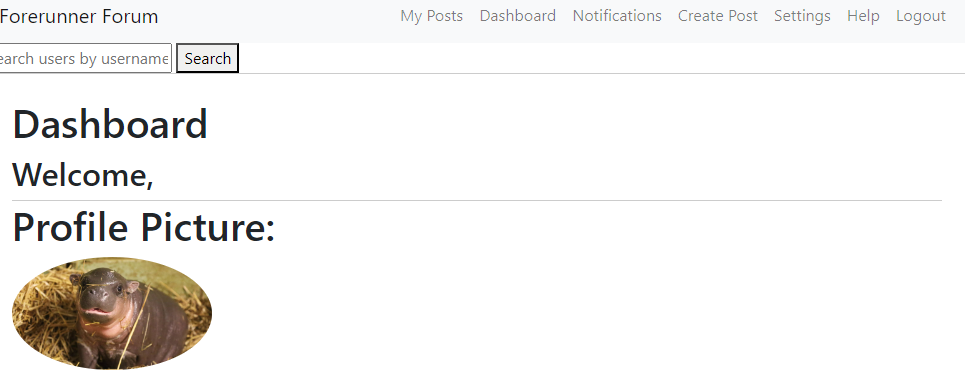 Forerunner Forum
My Posts Dashboard Notifications Create Post Settings Help Logout
earch users by username
Search
Dashboard
Welcome,
Profile Picture: